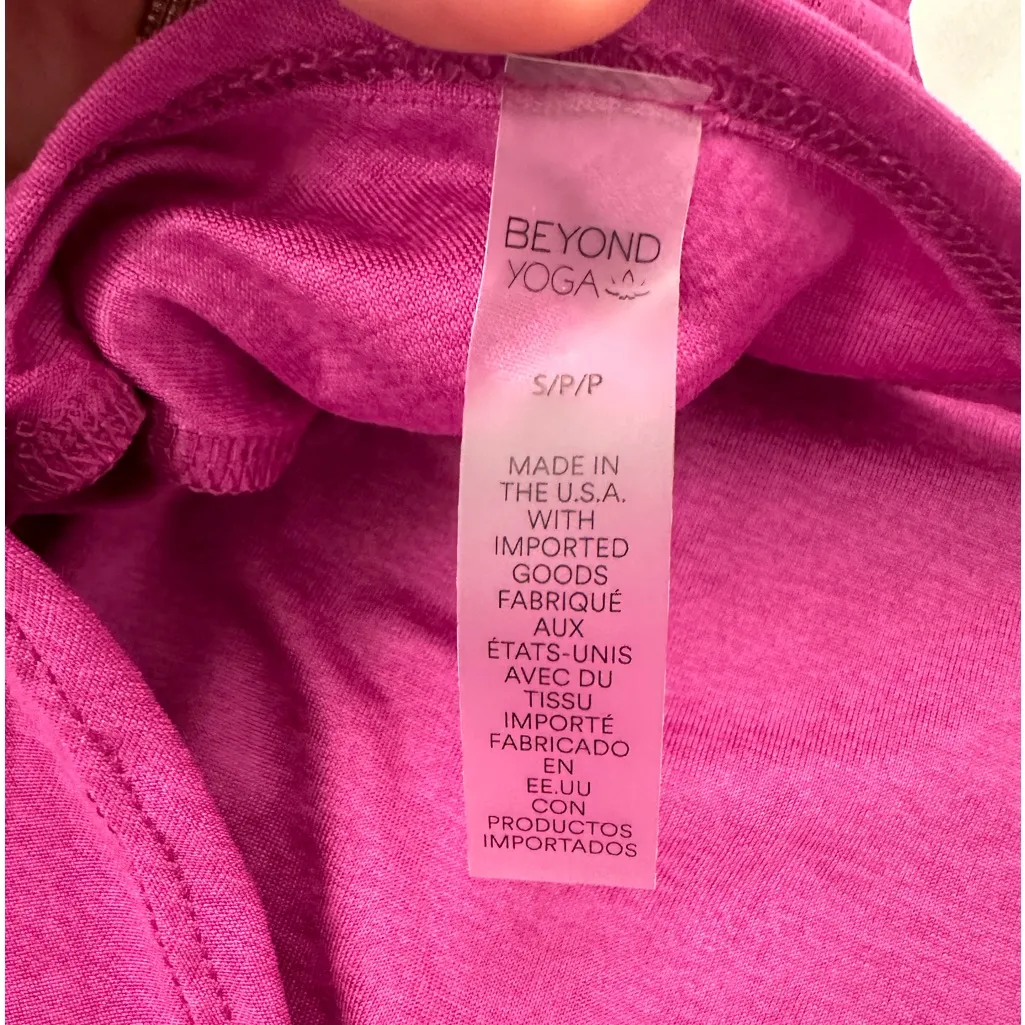 BEYOND
YOGA
S/P/P
MADE IN
THE U.S.A.
WITH
IMPORTED
GOODS
FABRIQUÉ
AUX
ÉTATS-UNIS
AVEC DU
TISSU
IMPORTÉ
FABRICADO
EN
EE.UU
CON
PRODUCTOS
IMPORTADOS